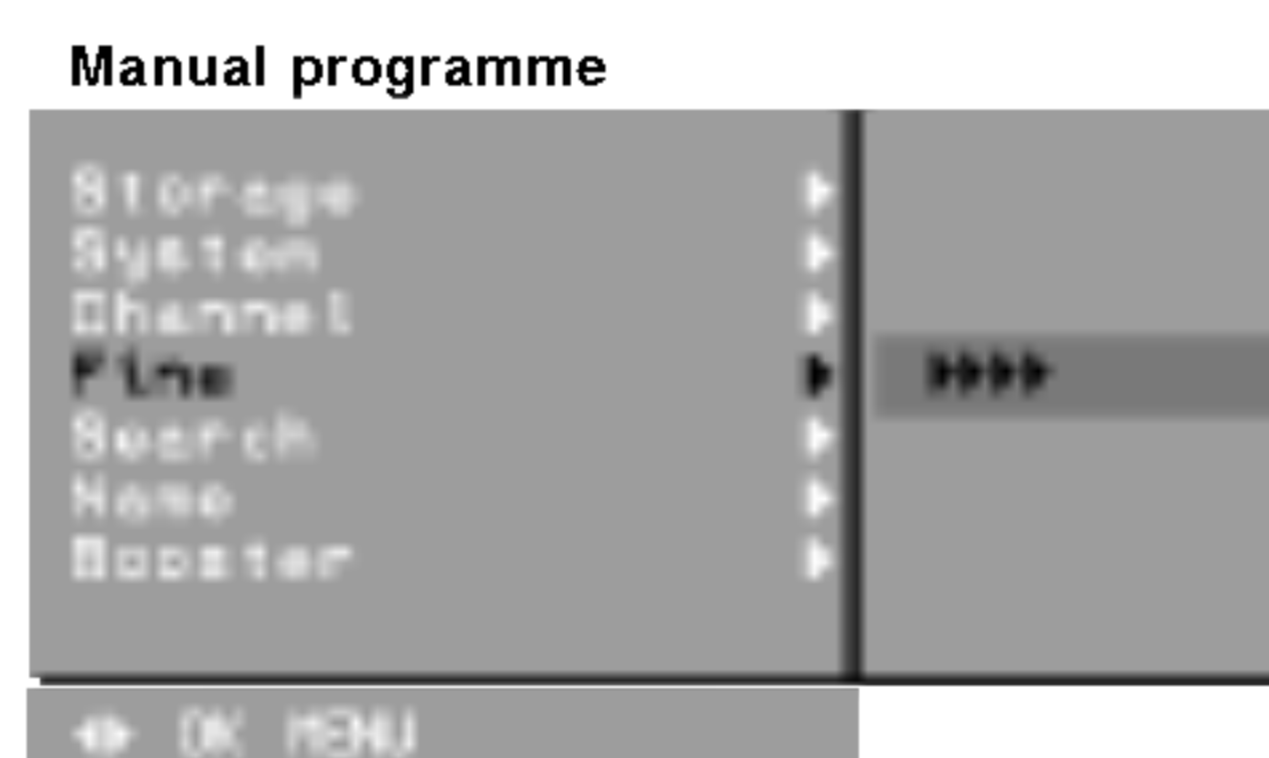 Manual programme
Storage
System
Channel
Fine
Search
Name
Booster
OK MENU